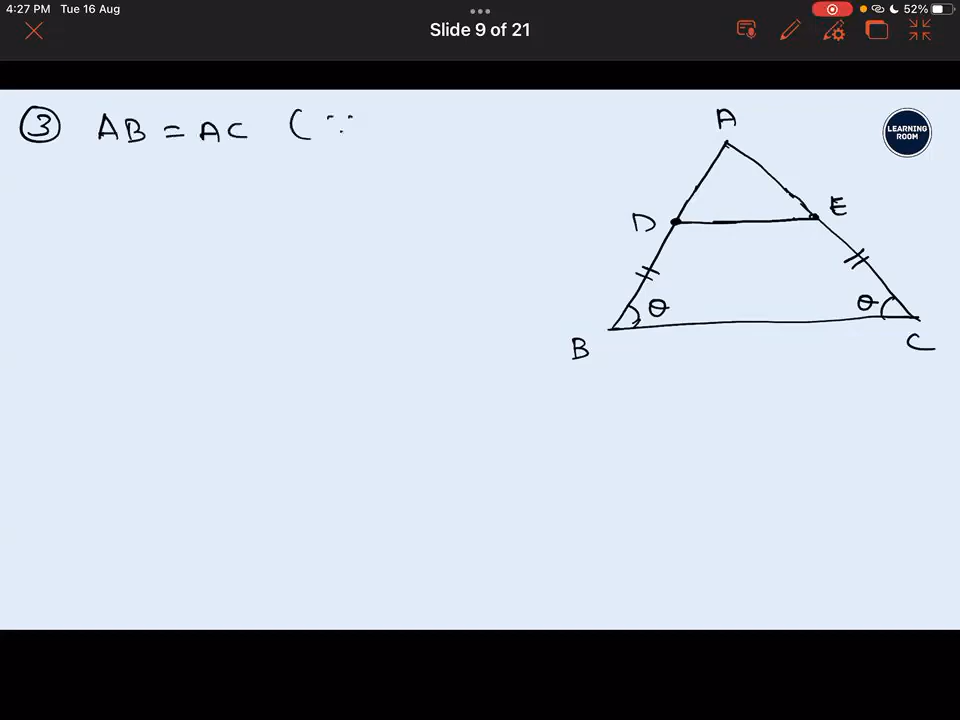 4:27 PM Tue 16 Aug
52%
Slide 9 of 21
③ AB = AC ( ∵
A
LEARNING
ROOM
D
E
θ
θ
B
C